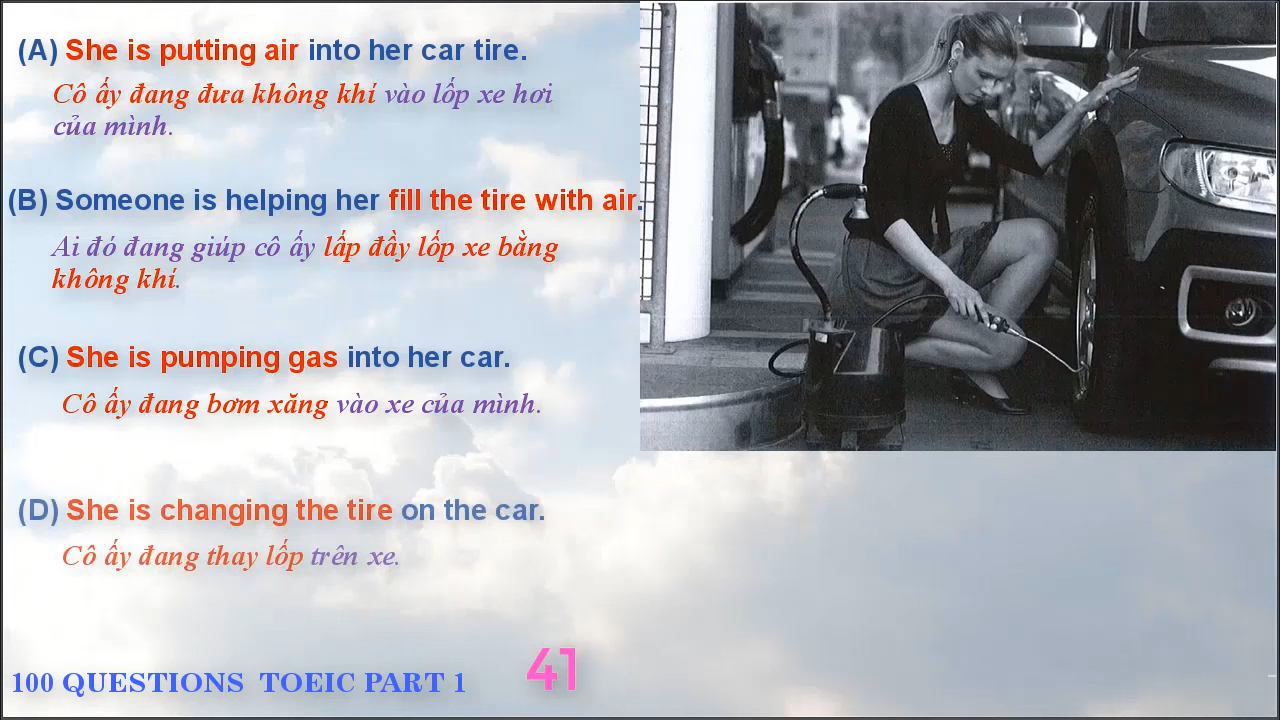 (A) She is putting air into her car tire.
Cô ấy đang đưa không khí vào lốp xe hơi
của mình.
(B) Someone is helping her fill the tire with air.
Ai đó đang giúp cô ấy lấp đầy lốp xe bằng
không khí.
(C) She is pumping gas into her car.
Cô ấy đang bơm xăng vào xe của mình.
(D) She is changing the tire on the car.
Cô ấy đang thay lốp trên xe.
100 QUESTIONS TOEIC PART 1
41